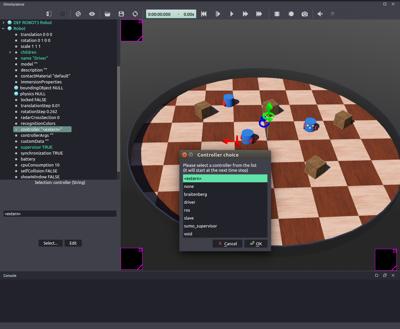 Simulation View
0:00:00:000 - 0.00x
DEF ROBOT3 Robot
Robot
translation 0 0 0
rotation 0 1 0 0
scale 1 1 1
children
name "Driver"
model ""
description ""
contactMaterial "default"
immersionProperties
boundingObject NULL
physics NULL
locked FALSE
translationStep 0.01
rotationStep 0.262
radarCrossSection 0
recognitionColors
controller "<extern>"
controllerArgs ""
customData ""
supervisor TRUE
synchronization TRUE
battery
cpuConsumption 10
selfCollision FALSE
showWindow FALSE
Selection: controller (String)
<extern>
Select...
Edit
Controller choice
Please select a controller from the list
(it will start at the next time step)
<extern>
none
braitenberg
driver
slave
sumo_supervisor
void
Cancel
OK
Console